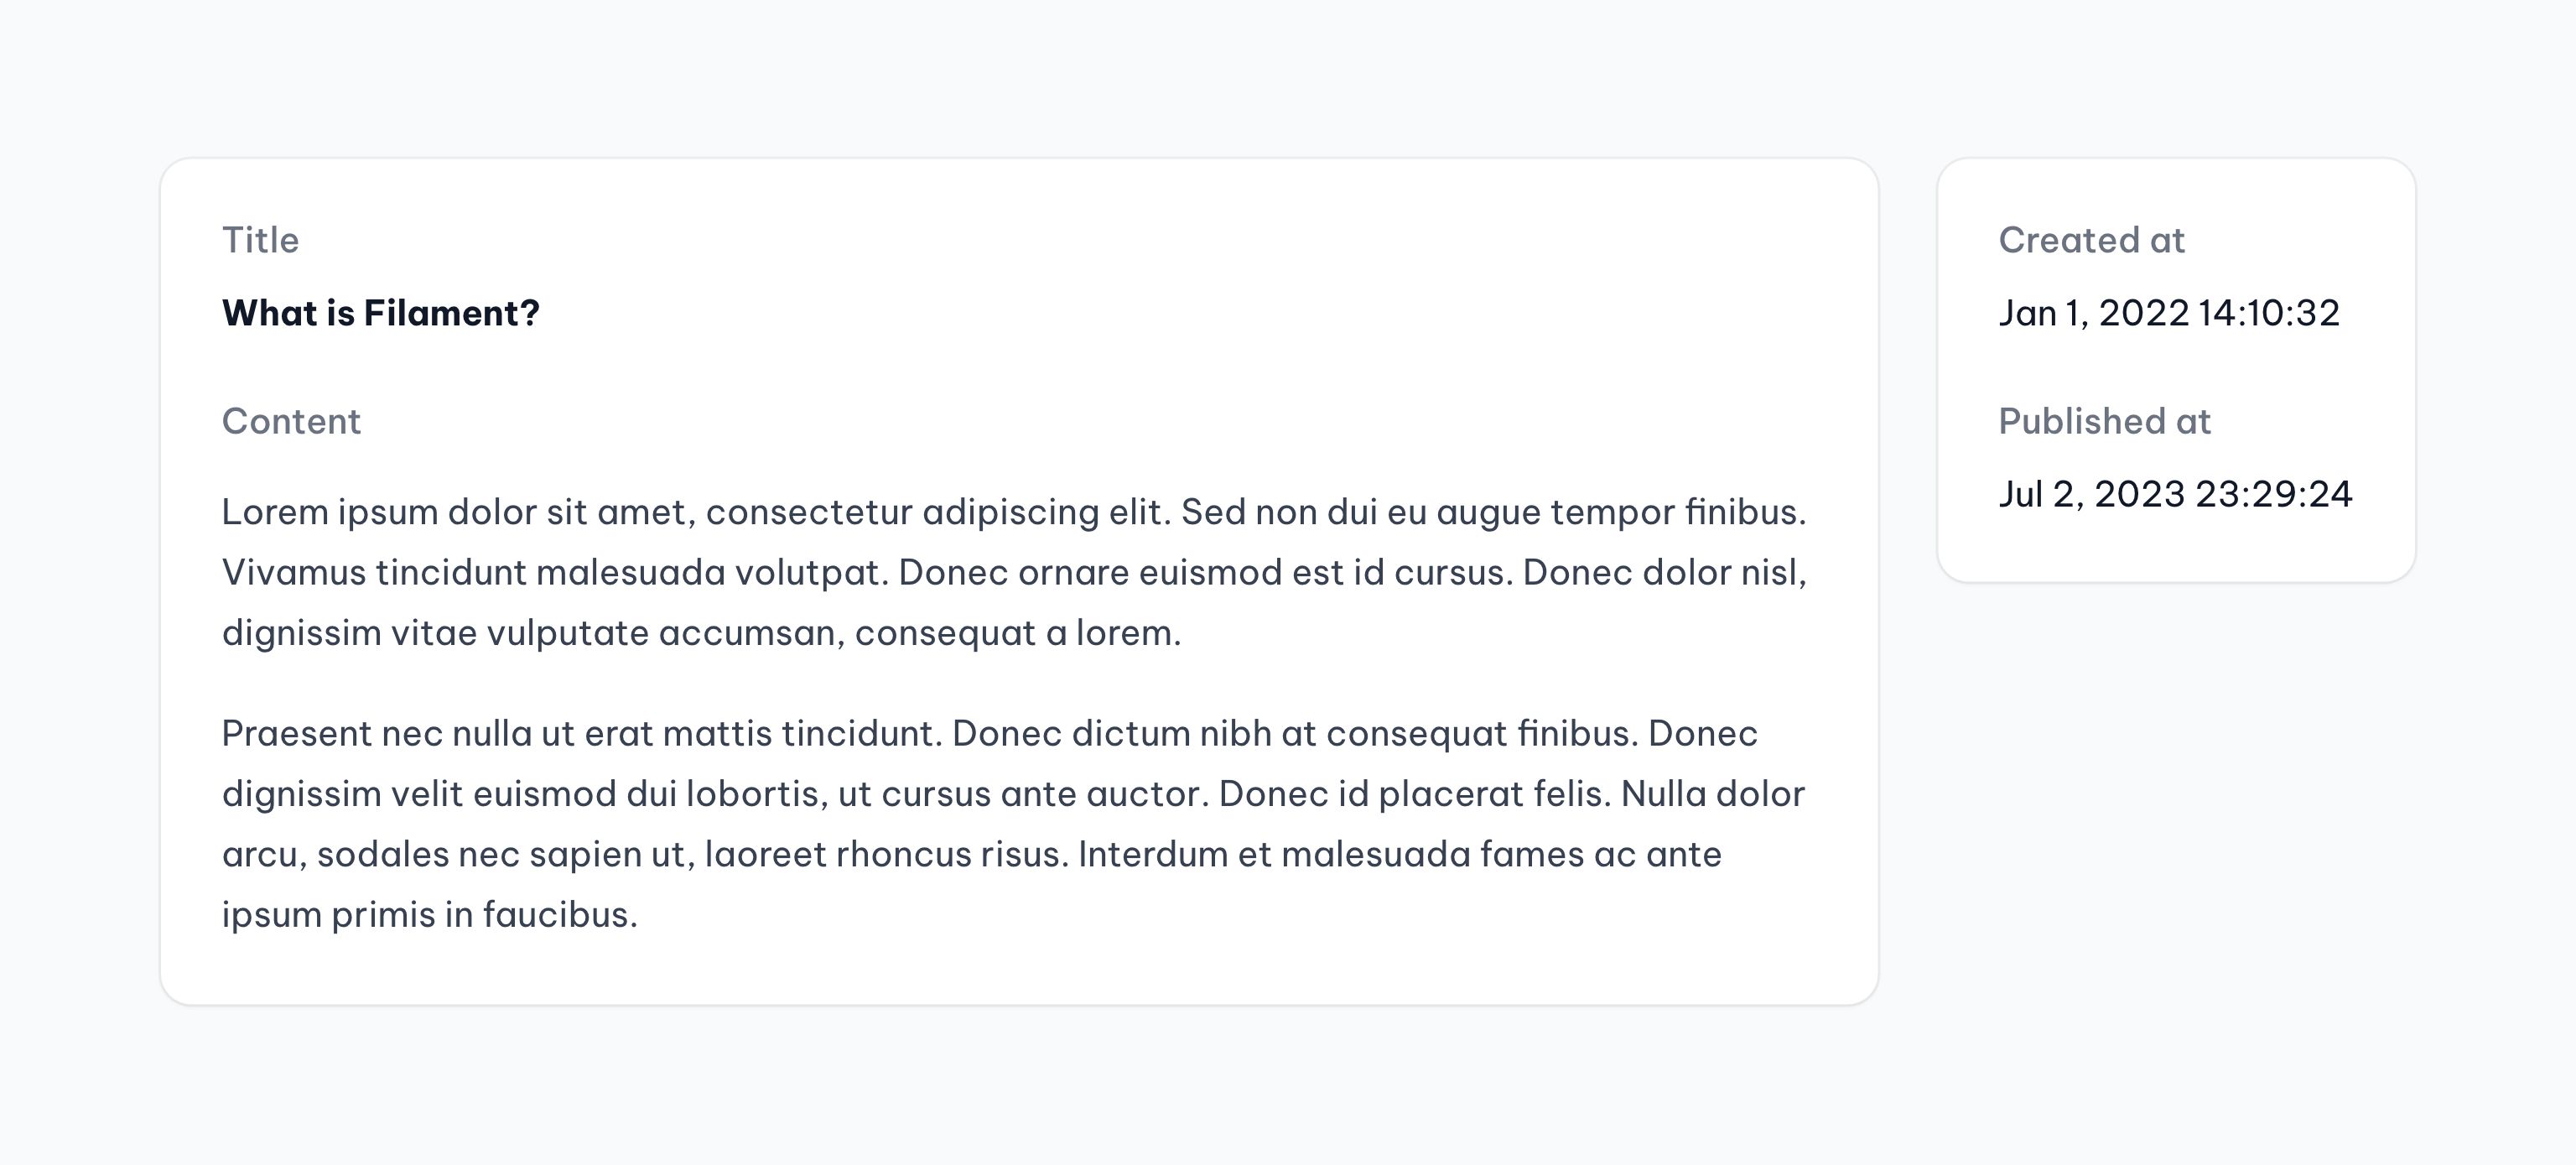 Title
What is Filament?
Content
Lorem ipsum dolor sit amet, consectetur adipiscing elit. Sed non dui eu augue tempor finibus.
Vivamus tincidunt malesuada volutpat. Donec ornare euismod est id cursus. Donec dolor nisl,
dignissim vitae vulputate accumsan, consequat a lorem.
Praesent nec nulla ut erat mattis tincidunt. Donec dictum nibh at consequat finibus. Donec
dignissim velit euismod dui lobortis, ut cursus ante auctor. Donec id placerat felis. Nulla dolor
arcu, sodales nec sapien ut, laoreet rhoncus risus. Interdum et malesuada fames ac ante
ipsum primis in faucibus.
Created at
Jan 1, 2022 14:10:32
Published at
Jul 2, 2023 23:29:24